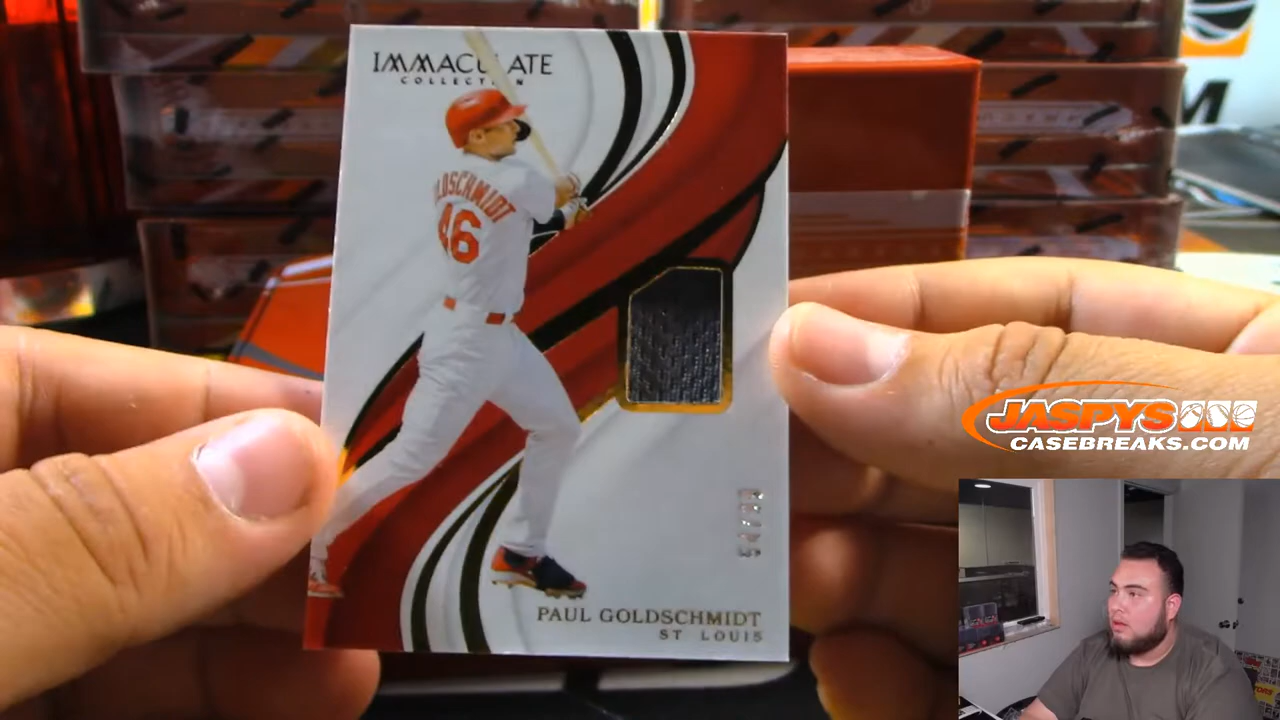 IMMACULATE
COLLECTION
GOLDSCHMIDT
46
PAUL GOLDSCHMIDT
ST LOUIS
JASPYS
CASEBREAKS.COM